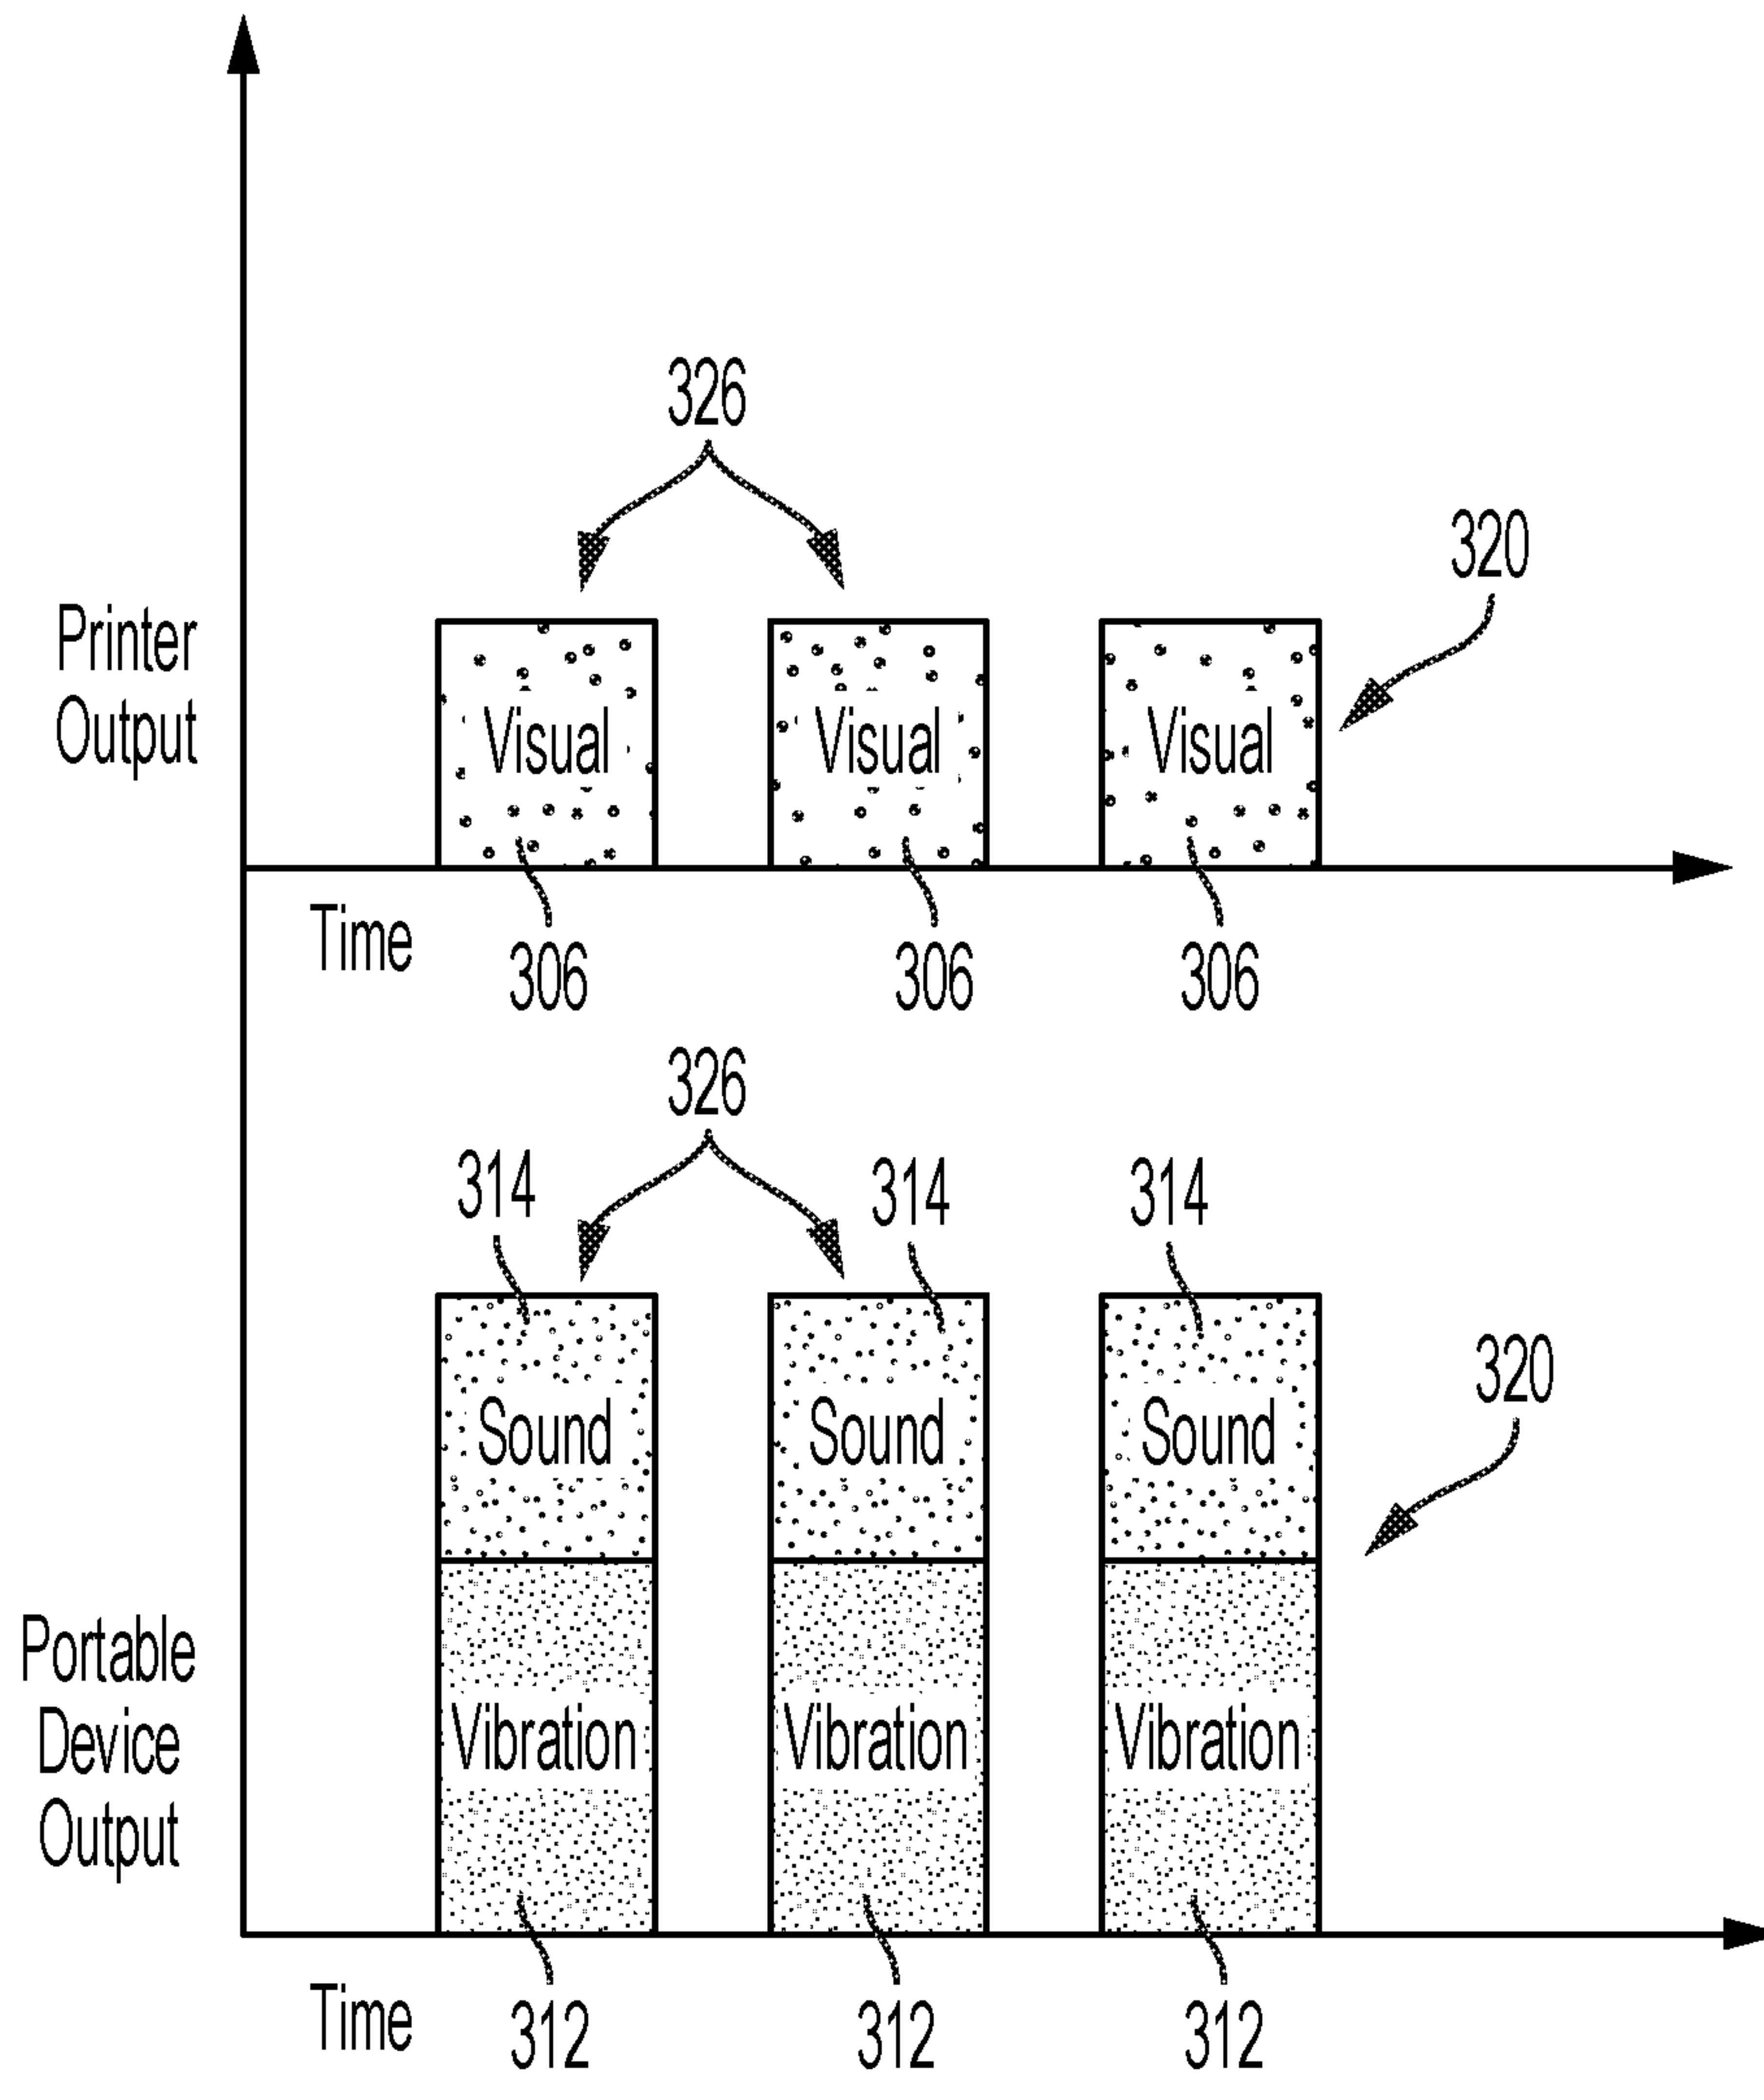 326
320
Printer
Output
Visual Visual Visual
Time
306 306 306
326
314 314 314
320
Sound Sound Sound
Portable
Device
Output
Vibration Vibration Vibration
Time
312 312 312